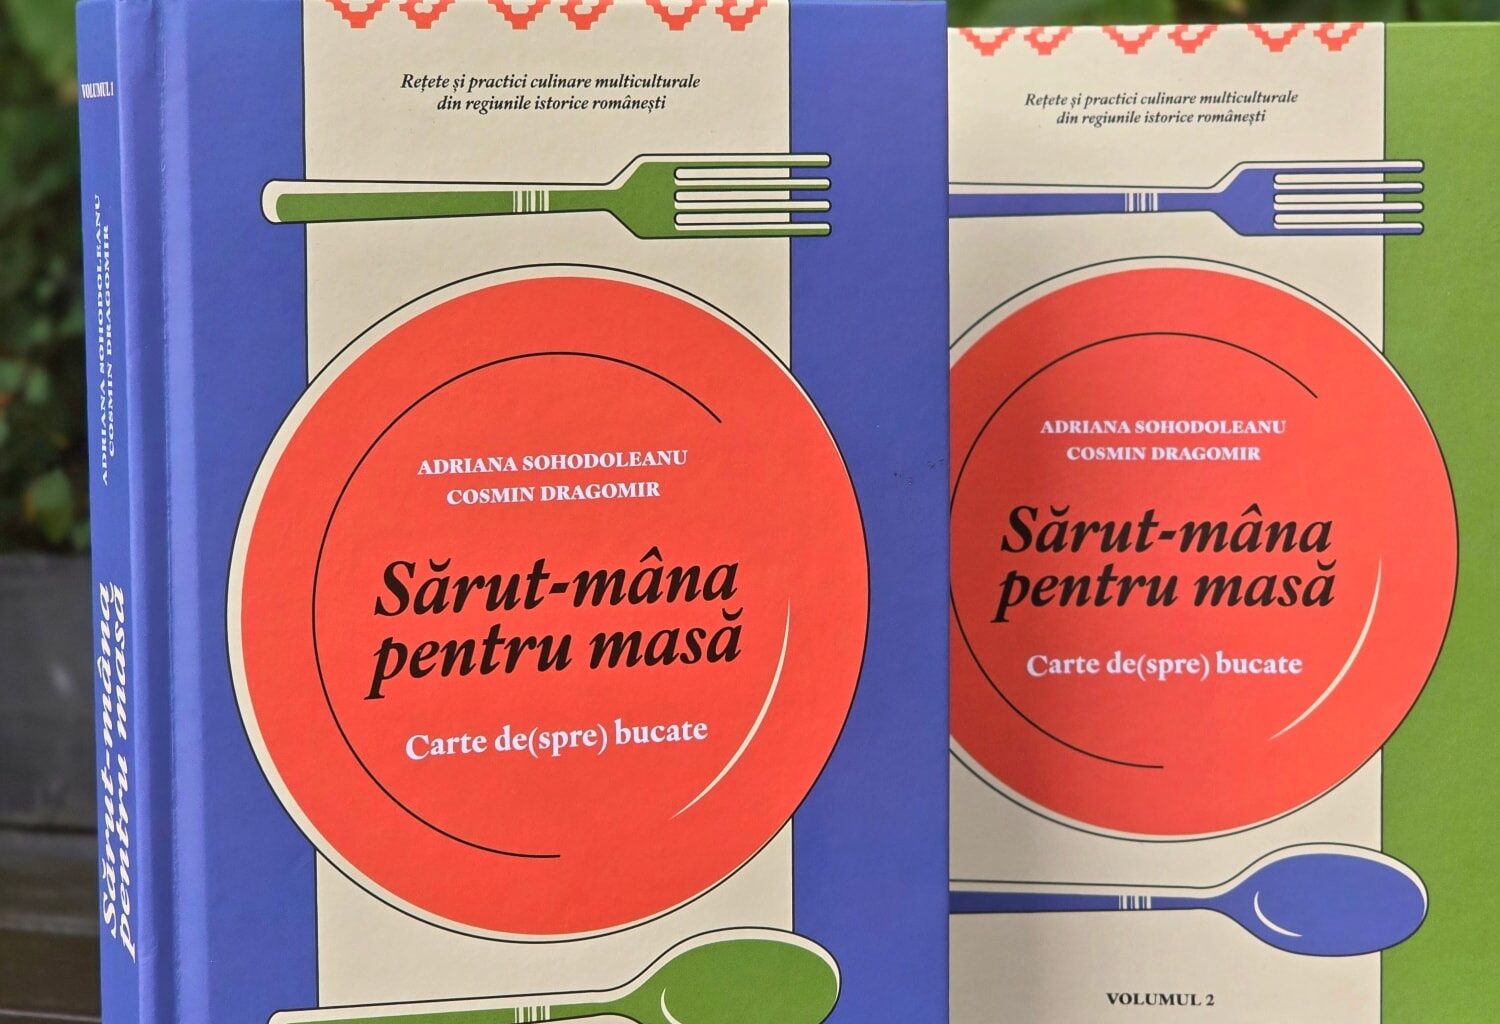 VOLUMUL 1
ADRIANA SOHODOLEANU
COSMIN DRAGOMIR
Sărut-mâna
pentru masă
Rețete și practici culinare multiculturale
din regiunile istorice românești
ADRIANA SOHODOLEANU
COSMIN DRAGOMIR
Sărut-mâna
pentru masă
Carte de(spre) bucate
Rețete și practici culinare multiculturale
din regiunile istorice românești
ADRIANA SOHODOLEANU
COSMIN DRAGOMIR
Sărut-mâna
pentru masă
Carte de(spre) bucate
VOLUMUL 2